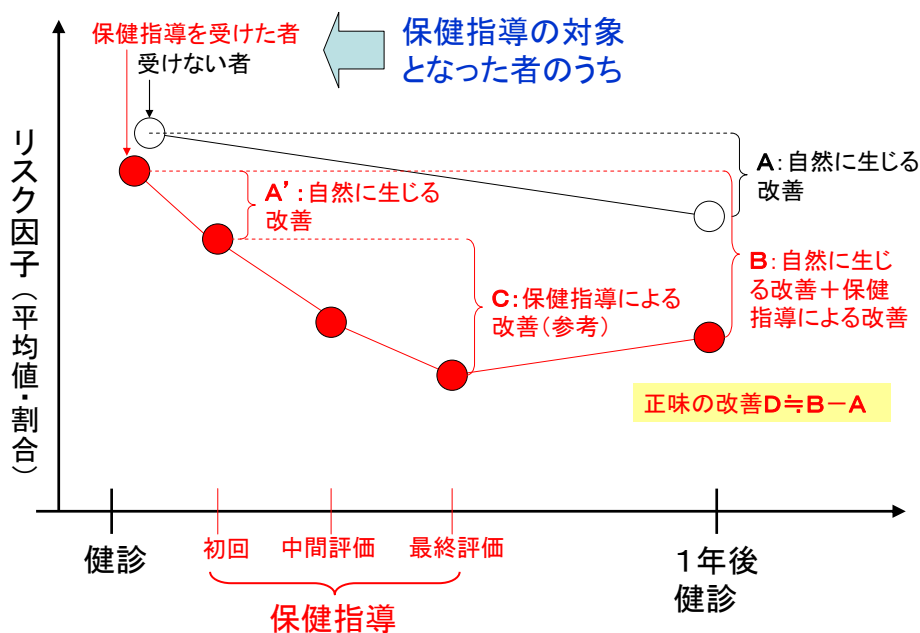 保健指導を受けた者
受けない者
保健指導の対象
となった者のうち
リスク因子（平均値・割合）
A：自然に生じる
改善
A’：自然に生じる
改善
B：自然に生じ
る改善＋保健
指導による改善
C：保健指導による
改善（参考）
正味の改善D≒B－A
健診
初回
中間評価
最終評価
1年後
健診
保健指導